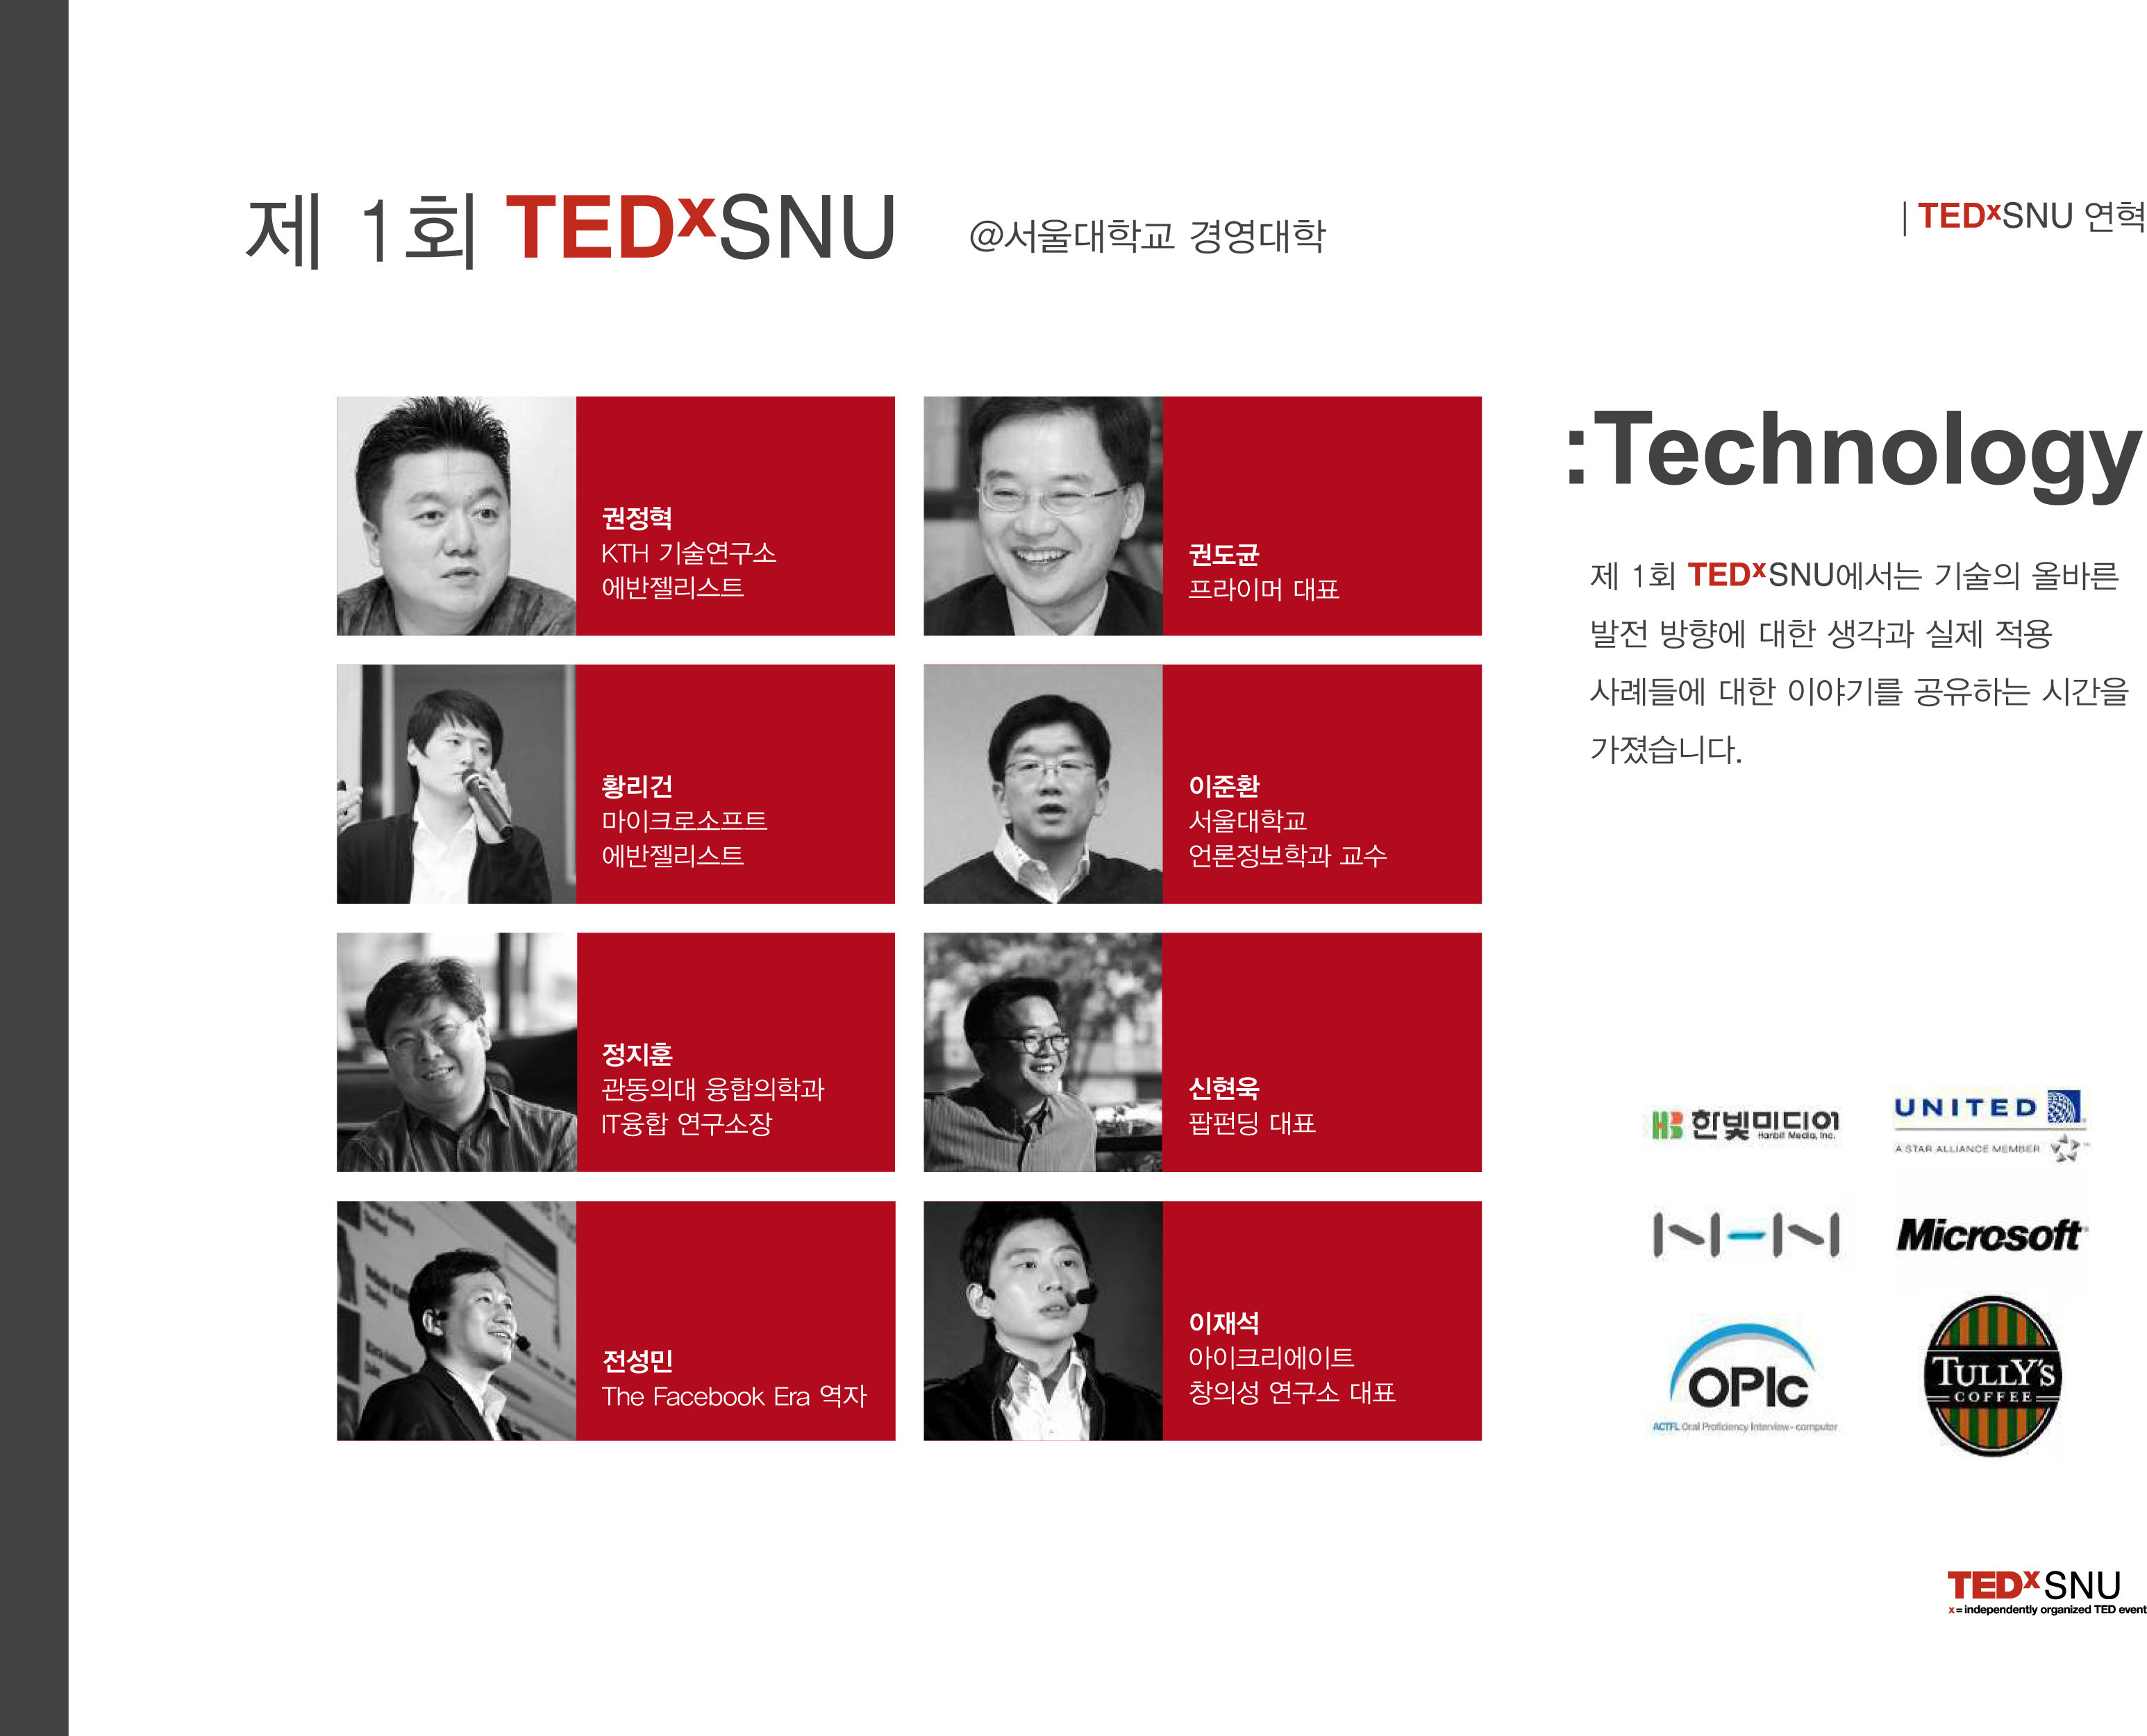 제 1회 TEDxSNU @서울대학교 경영대학
| TEDxSNU 연혁
권정혁
KTH 기술연구소
에반젤리스트
권도균
프라이머 대표
황리건
마이크로소프트
에반젤리스트
이준환
서울대학교
언론정보학과 교수
정지훈
관동의대 융합의학과
IT융합 연구소장
신현욱
팝펀딩 대표
전성민
The Facebook Era 역자
이재석
아이크리에이트
창의성 연구소 대표
:Technology
제 1회 TEDxSNU에서는 기술의 올바른
발전 방향에 대한 생각과 실제 적용
사례들에 대한 이야기를 공유하는 시간을
가졌습니다.
HB 한빛미디어
Hanbit Media, Inc.
UNITED
A STAR ALLIANCE MEMBER
NHN
Microsoft
OPIc
ACTFL Oral Proficiency Interview - computer
TULLY'S
COFFEE
TEDxSNU
x = independently organized TED event